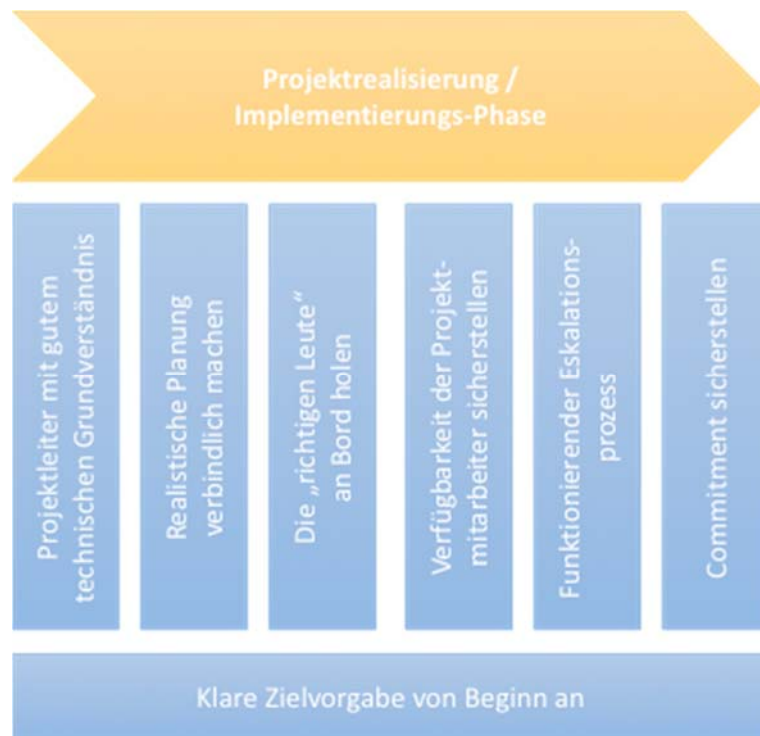 Projektrealisierung /
Implementierungs-Phase
Projektleiter mit gutem
technischen Grundverständnis
Realistische Planung
verbindlich machen
Die „richtigen Leute“
an Bord holen
Verfügbarkeit der Projekt-
mitarbeiter sicherstellen
Funktionierender Eskalations-
prozess
Commitment sicherstellen
Klare Zielvorgabe von Beginn an